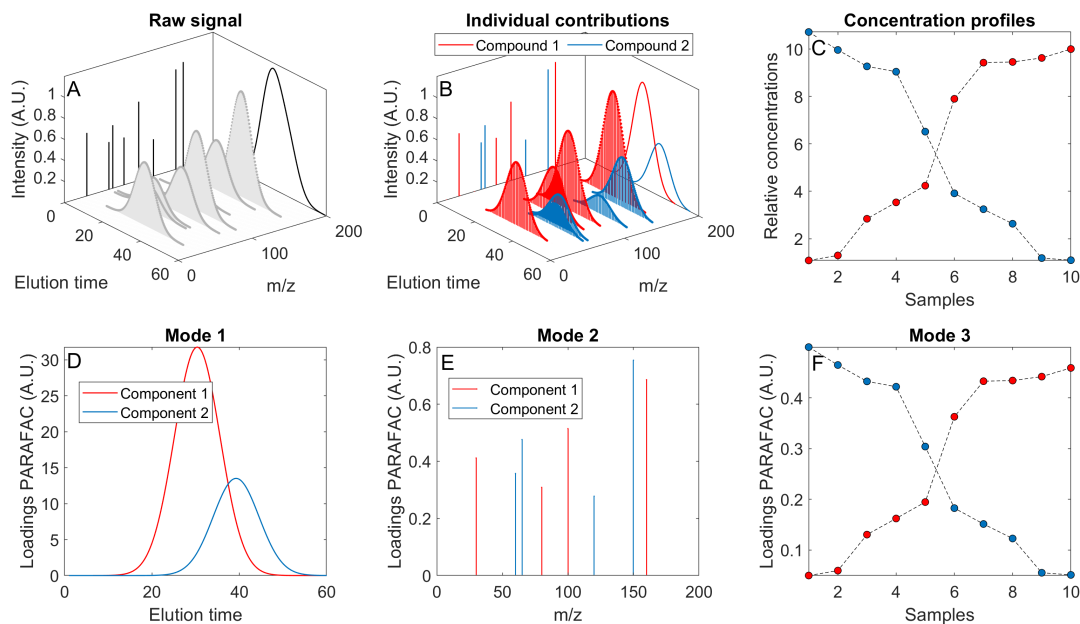 Raw signal
A
Intensity (A.U.)
1
0.8
0.6
0.4
0.2
0
20
40
60
Elution time
0
100
200
m/z
Individual contributions
Compound 1
Compound 2
B
Intensity (A.U.)
1
0.8
0.6
0.4
0.2
0
20
40
60
Elution time
0
100
200
m/z
Concentration profiles
C
Relative concentrations
10
8
6
4
2
2 4 6 8 10
Samples
Mode 1
D
Loadings PARAFAC (A.U.)
30
25
20
15
10
5
0
0 20 40 60
Elution time
Component 1
Component 2
Mode 2
E
Loadings PARAFAC (A.U.)
0.8
0.6
0.4
0.2
0
0 50 100 150 200
m/z
Component 1
Component 2
Mode 3
F
Loadings PARAFAC (A.U.)
0.4
0.3
0.2
0.1
2 4 6 8 10
Samples